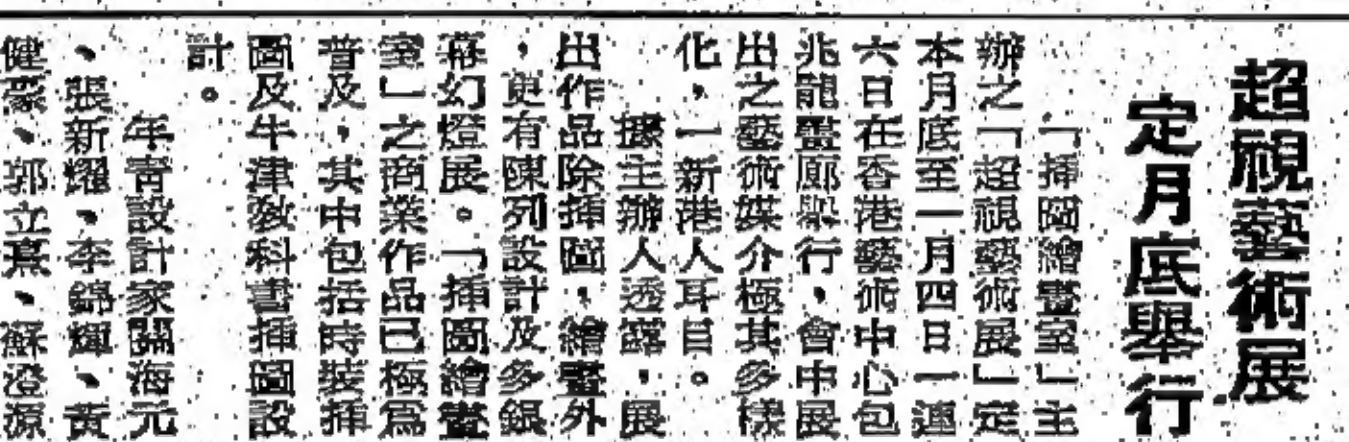 超視藝術展
定月底舉行
「插圖繪畫室」主
辦之「超視藝術展」定
本月底至一月四日一連
六日在香港藝術中心包
兆龍畫廊舉行，會中展
出之藝術媒介極其多樣
化，一新港人耳目。
據主辦人透露，展
出作品除插圖，繪畫外
，更有陳列設計及多銀
幕幻燈展。「插圖繪畫
室」之商業作品已極為
普及，其中包括時裝插
圖及牛津教科書插圖設
計。
年青設計家關海元
、張新耀、李錦輝、黃
健豪、郭立熹、蘇澄源